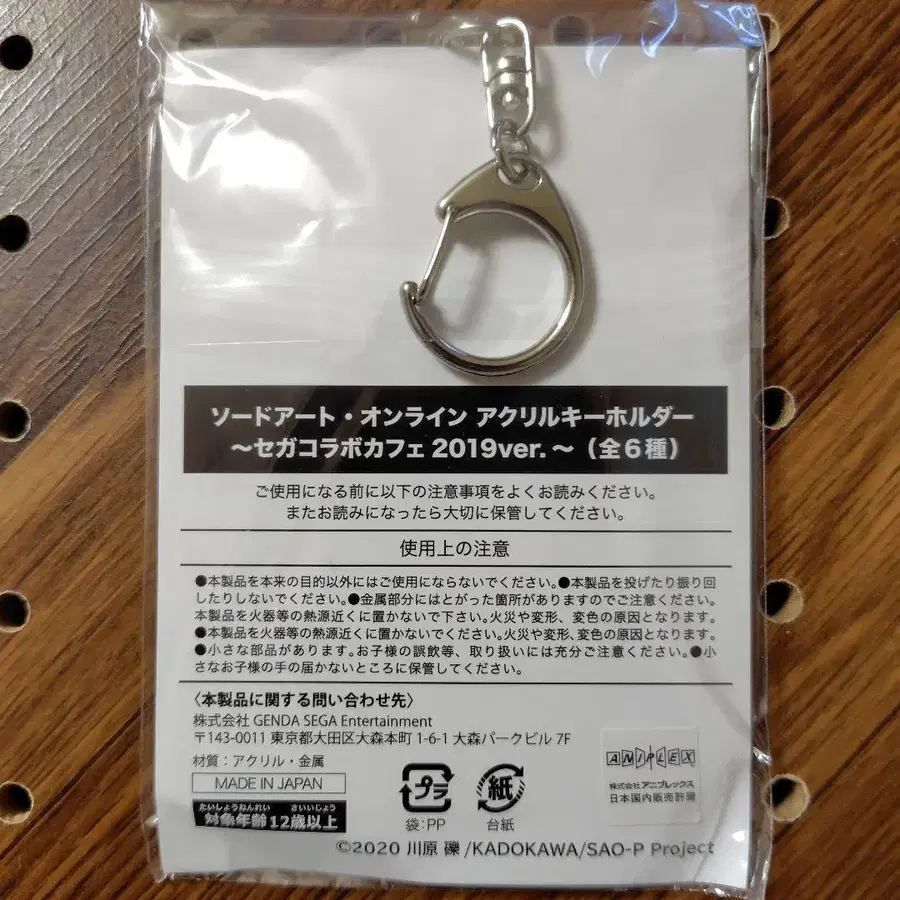 ソードアート・オンライン アクリルキーホルダー
～セガコラボカフェ 2019ver.～（全6種）
ご使用になる前に以下の注意事項をよくお読みください。
またお読みになったら大切に保管してください。
使用上の注意
●本製品を本来の目的以外にはご使用にならないでください。●本製品を投げたり振り回
したりしないでください。●金属部分にはとがった箇所がありますのでご注意ください。
本製品を火器等の熱源近くに置かないで下さい。火災や変形、変色の原因となります。
●本製品を火器等の熱源近くに置かないでください。火災や変形、変色の原因となります。
●小さな部品があります。お子様の誤飲等、取り扱いには充分ご注意ください。●小
さなお子様の手の届かないところに保管してください。
〈本製品に関する問い合わせ先〉
株式会社 GENDA SEGA Entertainment
〒143-0011 東京都大田区大森本町 1-6-1 大森パークビル 7F
材質：アクリル・金属
MADE IN JAPAN
たいしょうねんれい さいいじょう
対象年齢 12歳以上
プラ
袋:PP
紙
台紙
ANIPLEX
株式会社 アニプレックス
日本国内販売許諾
©2020 川原 礫/KADOKAWA/SAO-P Project